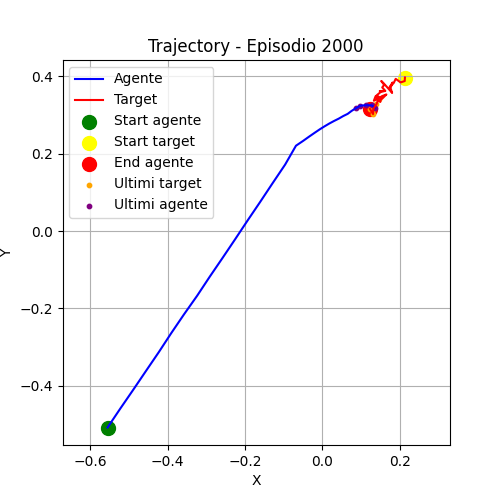 Trajectory - Episodio 2000
Agente
Target
Start agente
Start target
End agente
Ultimi target
Ultimi agente
0.4
0.2
0.0
−0.2
−0.4
Y
−0.6
−0.4
−0.2
0.0
0.2
X